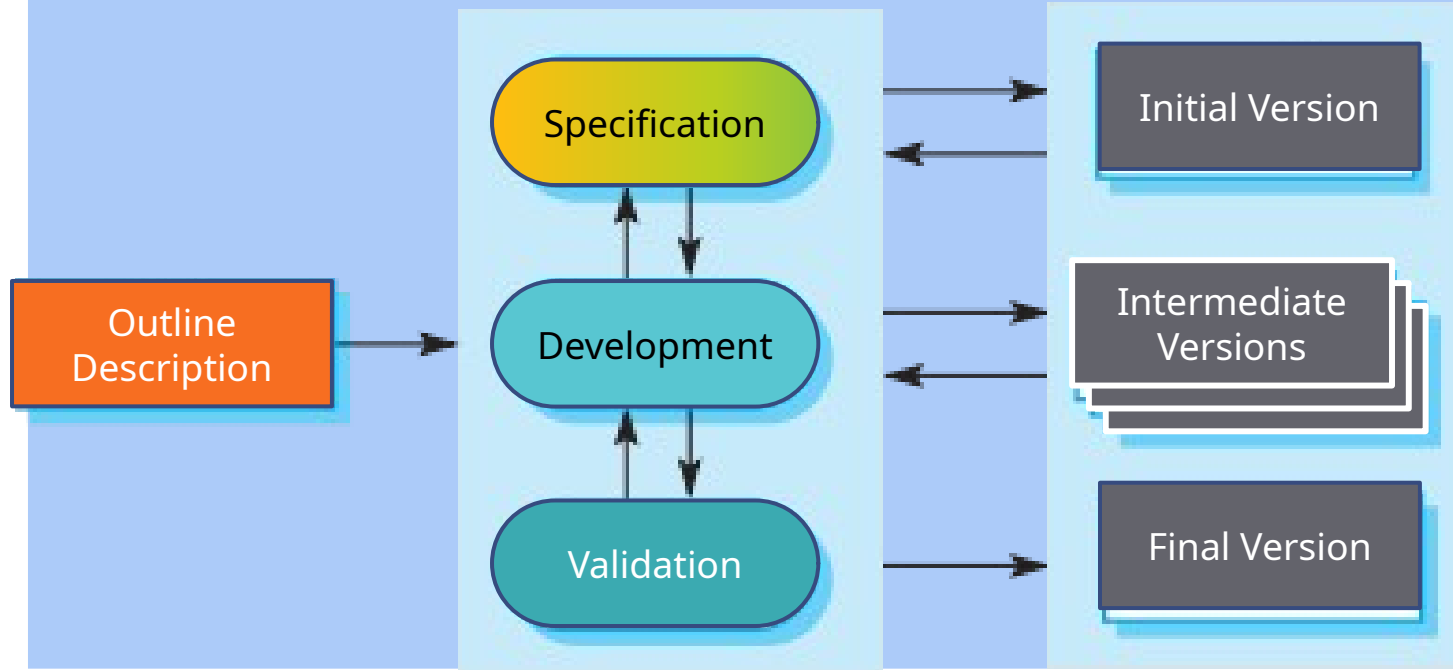 Specification
Initial Version
Outline
Description
Development
Intermediate
Versions
Validation
Final Version